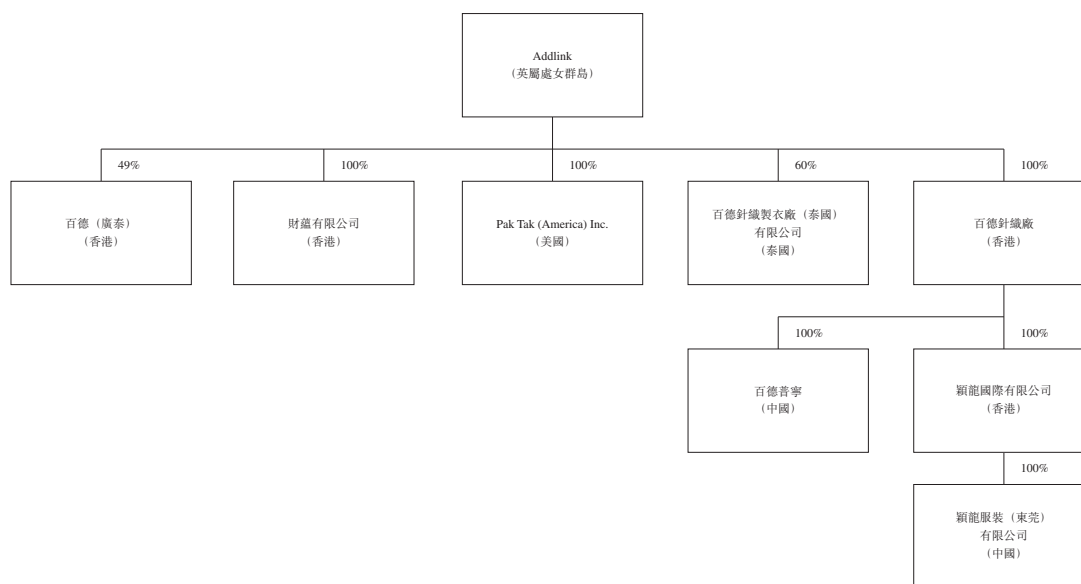 Addlink
（英屬處女群島）
49%
100%
100%
60%
100%
百德（廣泰）
（香港）
財蘊有限公司
（香港）
Pak Tak (America) Inc.
（美國）
百德針織製衣廠（泰國）
有限公司
（泰國）
百德針織廠
（香港）
100%
100%
百德普寧
（中國）
穎龍國際有限公司
（香港）
100%
穎龍服裝（東莞）
有限公司
（中國）